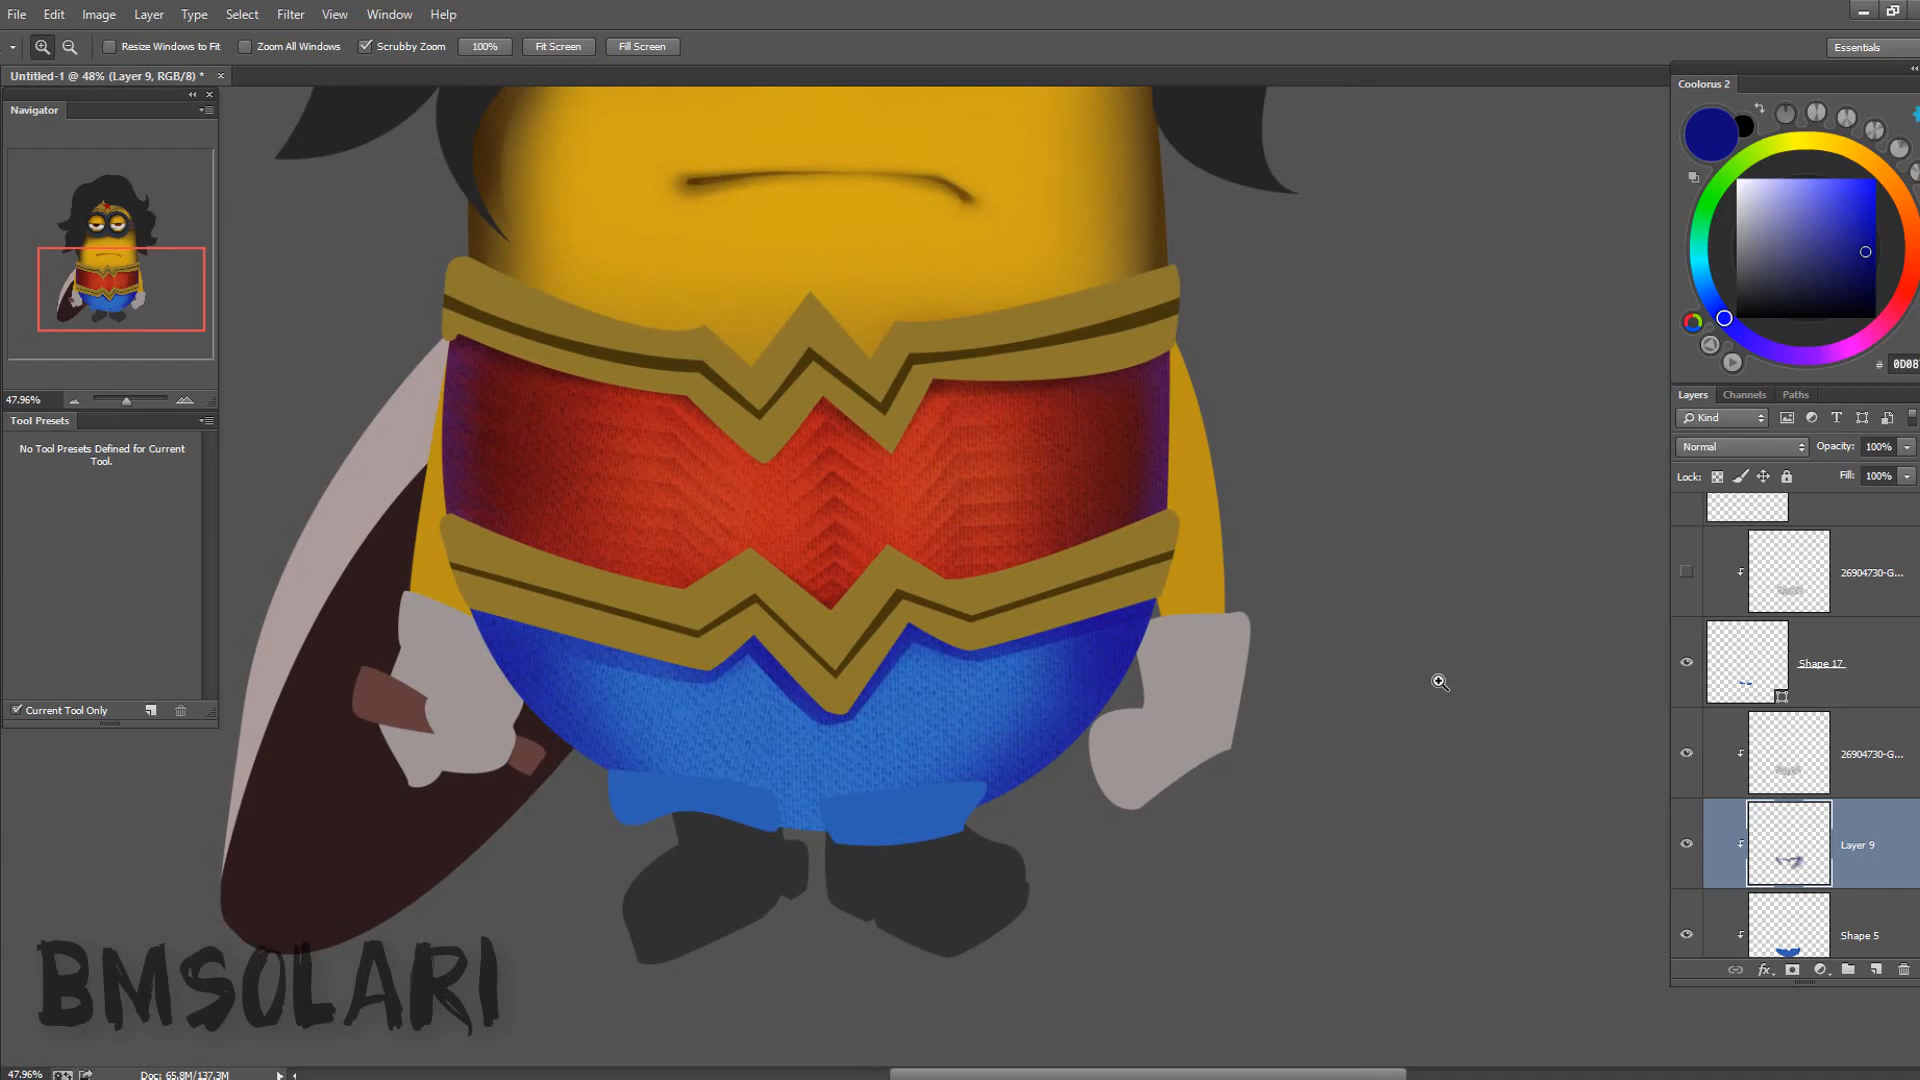 File Edit Image Layer Type Select Filter View Window Help
Resize Windows to Fit Zoom All Windows Scrubby Zoom 100% Fit Screen Fill Screen Essentials
Untitled-1 @ 48% (Layer 9, RGB/8) *
Coolorus 2
Navigator
# 0D08
47.96%
Layers Channels Paths
Tool Presets
Kind
No Tool Presets Defined for Current
Tool.
Normal Opacity: 100%
Lock: Fill: 100%
26904730-G...
Shape 17
Current Tool Only
26904730-G...
Layer 9
Shape 5
BMSOLARI
47.96% Doc: 65.8M/137.3M